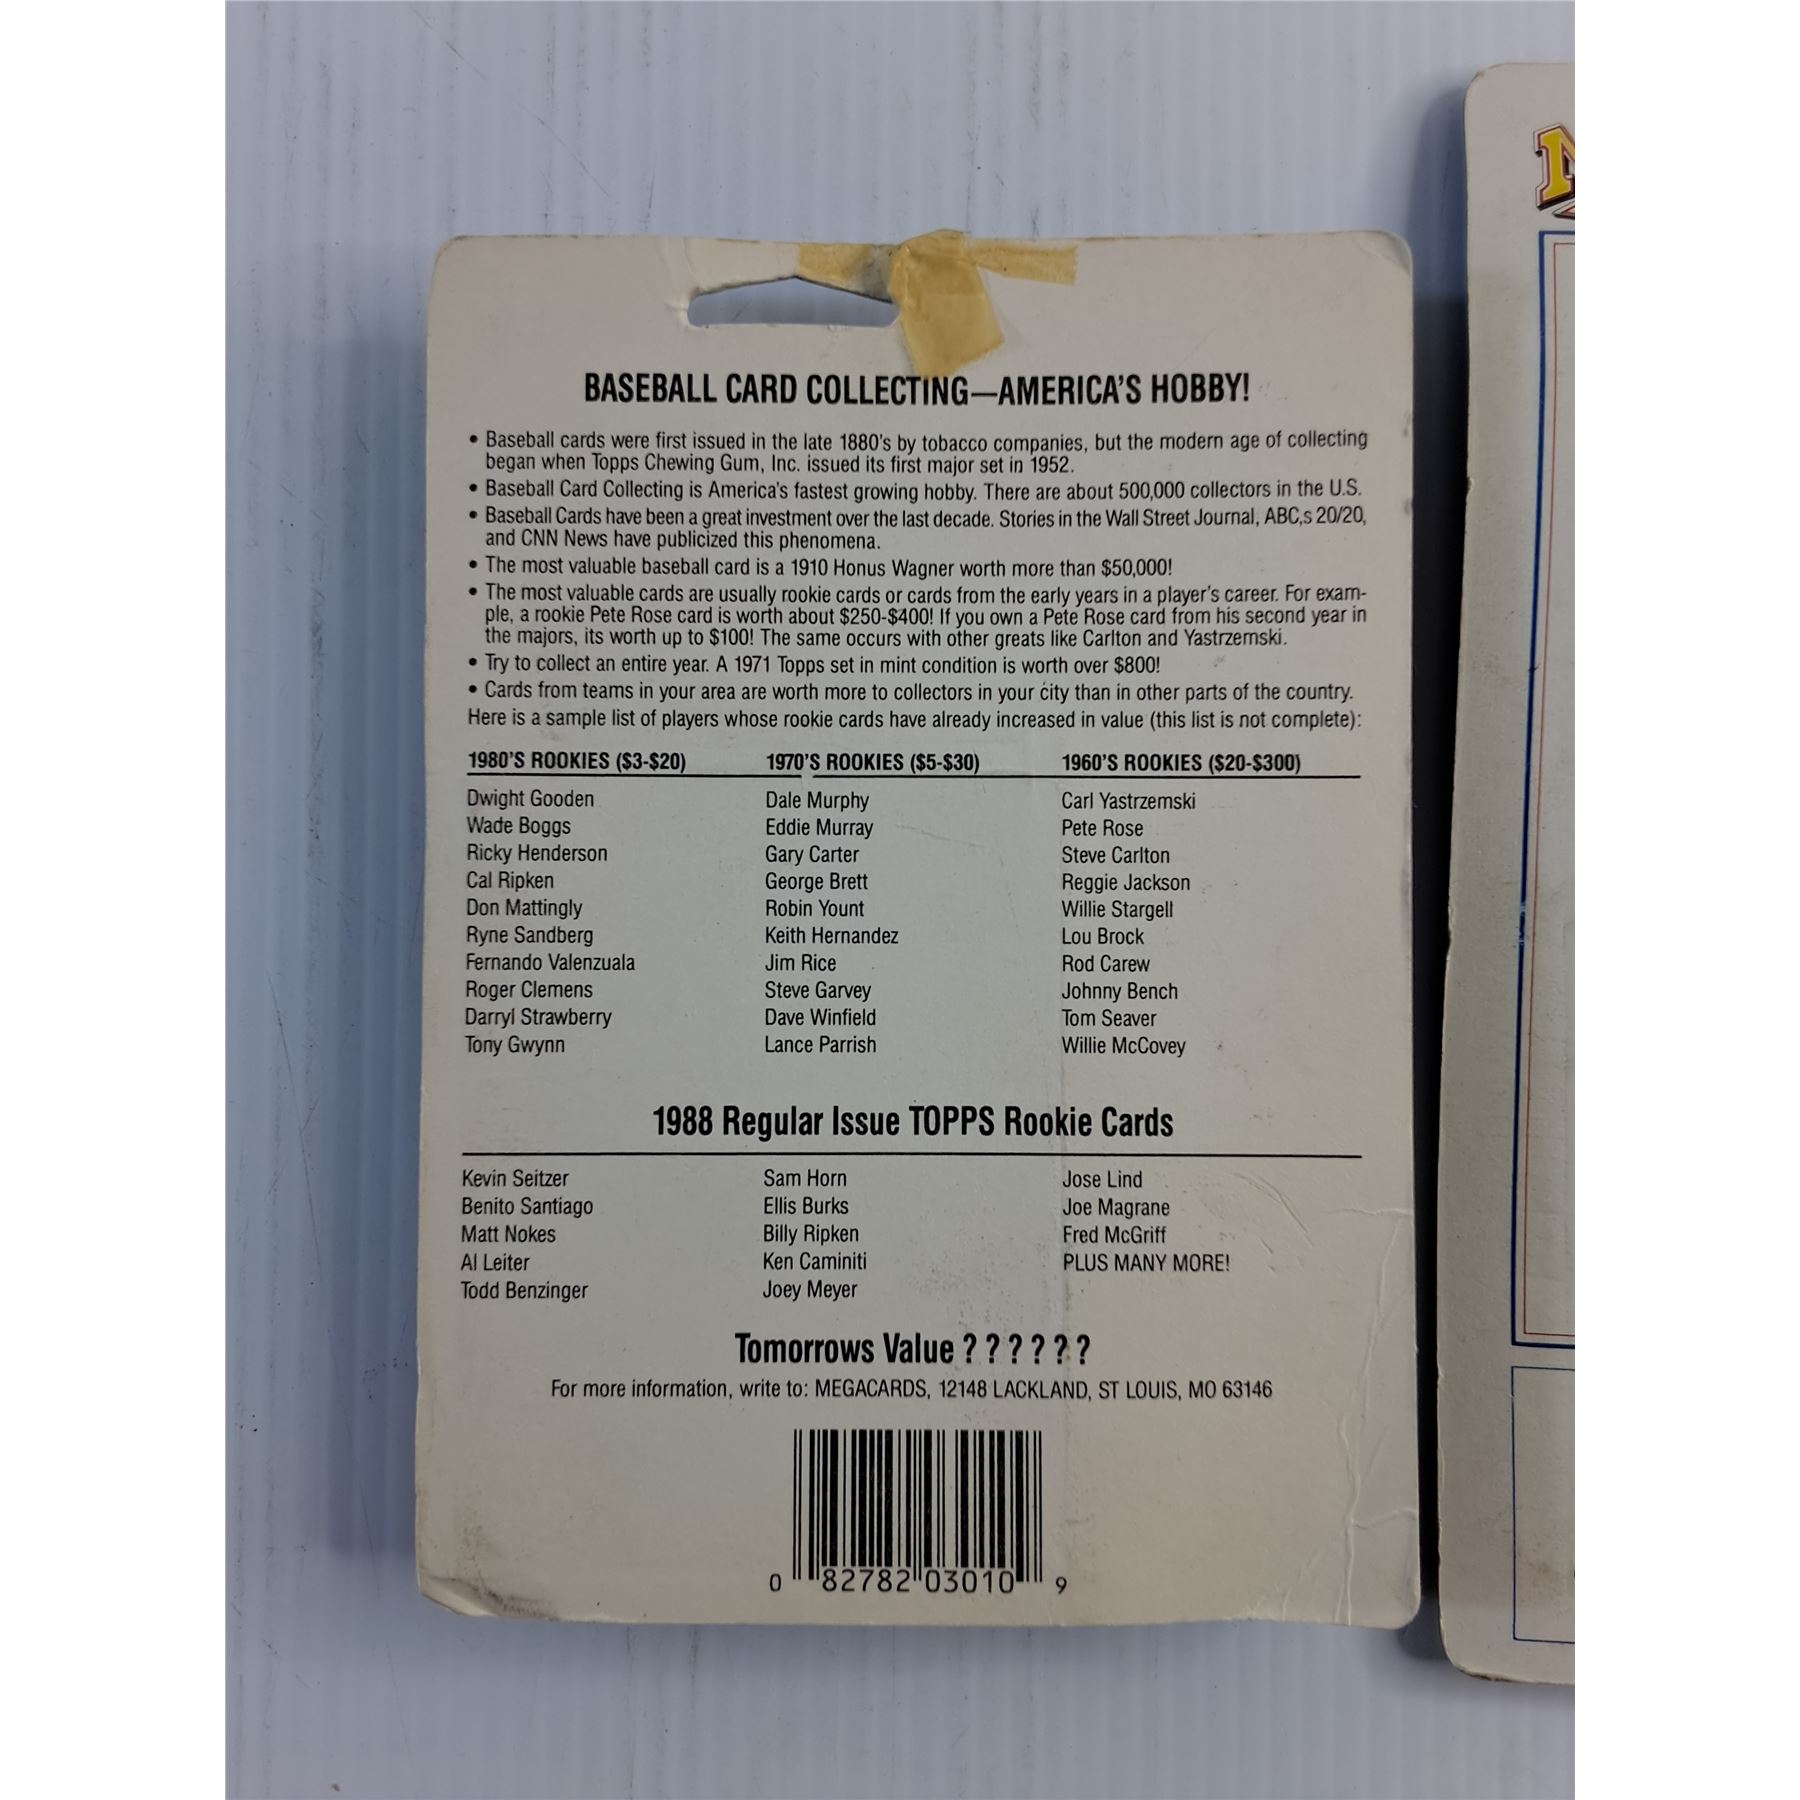 BASEBALL CARD COLLECTING—AMERICA'S HOBBY!
• Baseball cards were first issued in the late 1880's by tobacco companies, but the modern age of collecting
began when Topps Chewing Gum, Inc. issued its first major set in 1952.
• Baseball Card Collecting is America's fastest growing hobby. There are about 500,000 collectors in the U.S.
• Baseball Cards have been a great investment over the last decade. Stories in the Wall Street Journal, ABC,s 20/20,
and CNN News have publicized this phenomena.
• The most valuable baseball card is a 1910 Honus Wagner worth more than $50,000!
• The most valuable cards are usually rookie cards or cards from the early years in a player's career. For exam-
ple, a rookie Pete Rose card is worth about $250-$400! If you own a Pete Rose card from his second year in
the majors, its worth up to $100! The same occurs with other greats like Carlton and Yastrzemski.
• Try to collect an entire year. A 1971 Topps set in mint condition is worth over $800!
• Cards from teams in your area are worth more to collectors in your city than in other parts of the country.
Here is a sample list of players whose rookie cards have already increased in value (this list is not complete):
1980'S ROOKIES ($3-$20) 1970'S ROOKIES ($5-$30) 1960'S ROOKIES ($20-$300)
Dwight Gooden Dale Murphy Carl Yastrzemski
Wade Boggs Eddie Murray Pete Rose
Ricky Henderson Gary Carter Steve Carlton
Cal Ripken George Brett Reggie Jackson
Don Mattingly Robin Yount Willie Stargell
Ryne Sandberg Keith Hernandez Lou Brock
Fernando Valenzuala Jim Rice Rod Carew
Roger Clemens Steve Garvey Johnny Bench
Darryl Strawberry Dave Winfield Tom Seaver
Tony Gwynn Lance Parrish Willie McCovey
1988 Regular Issue TOPPS Rookie Cards
Kevin Seitzer Sam Horn Jose Lind
Benito Santiago Ellis Burks Joe Magrane
Matt Nokes Billy Ripken Fred McGriff
Al Leiter Ken Caminiti PLUS MANY MORE!
Todd Benzinger Joey Meyer
Tomorrows Value ? ? ? ? ? ?
For more information, write to: MEGACARDS, 12148 LACKLAND, ST LOUIS, MO 63146
0 82782 03010 9